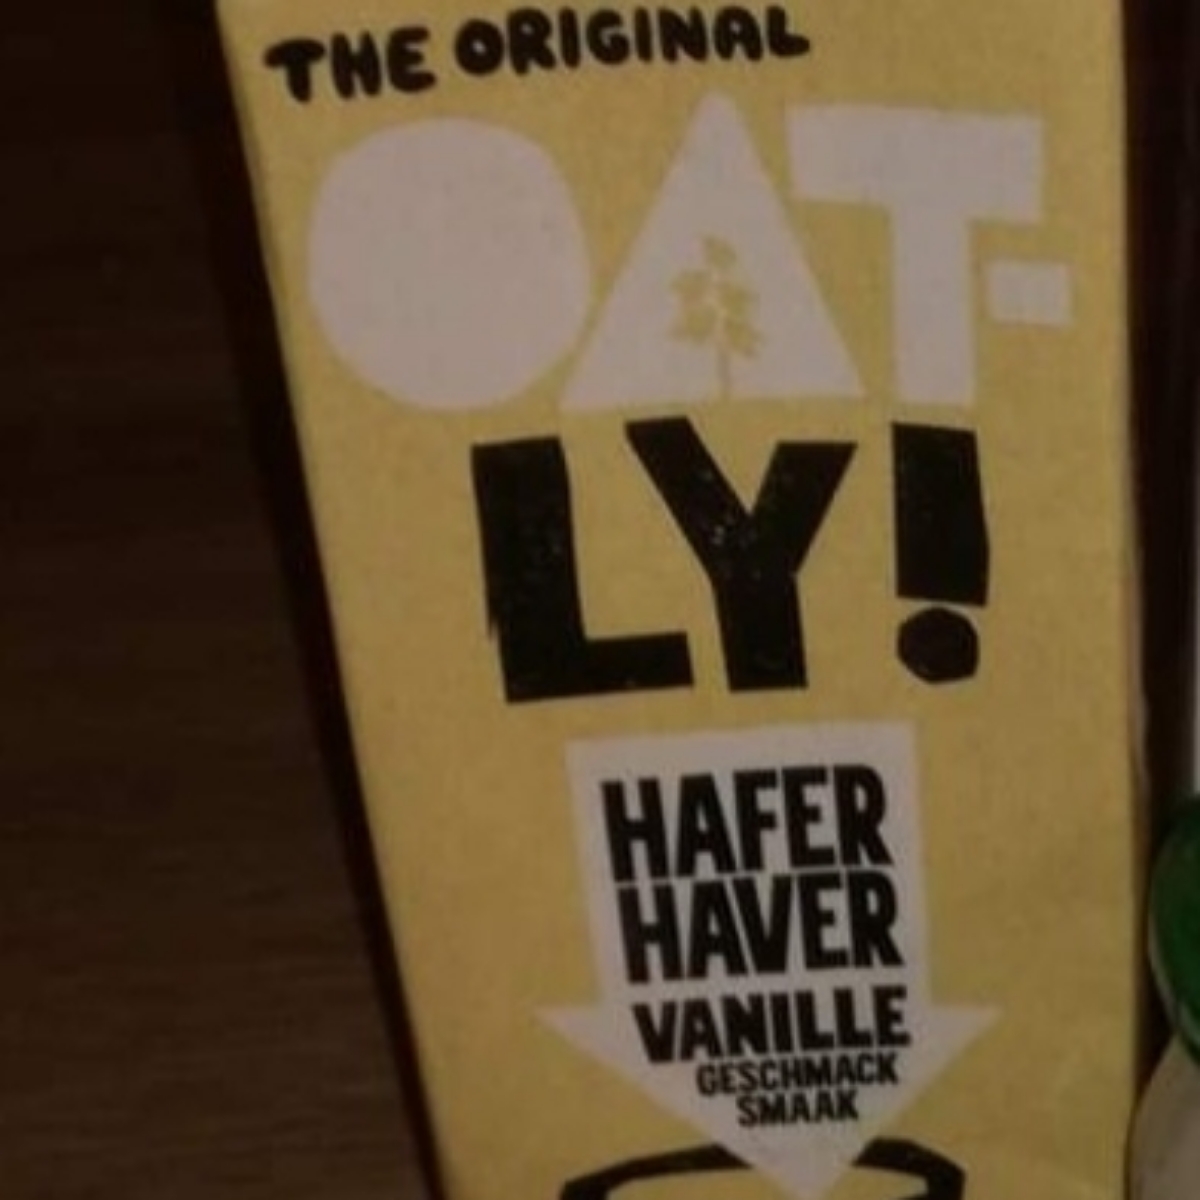 THE ORIGINAL
OAT-
LY!
HAFER
HAVER
VANILLE
GESCHMACK
SMAAK